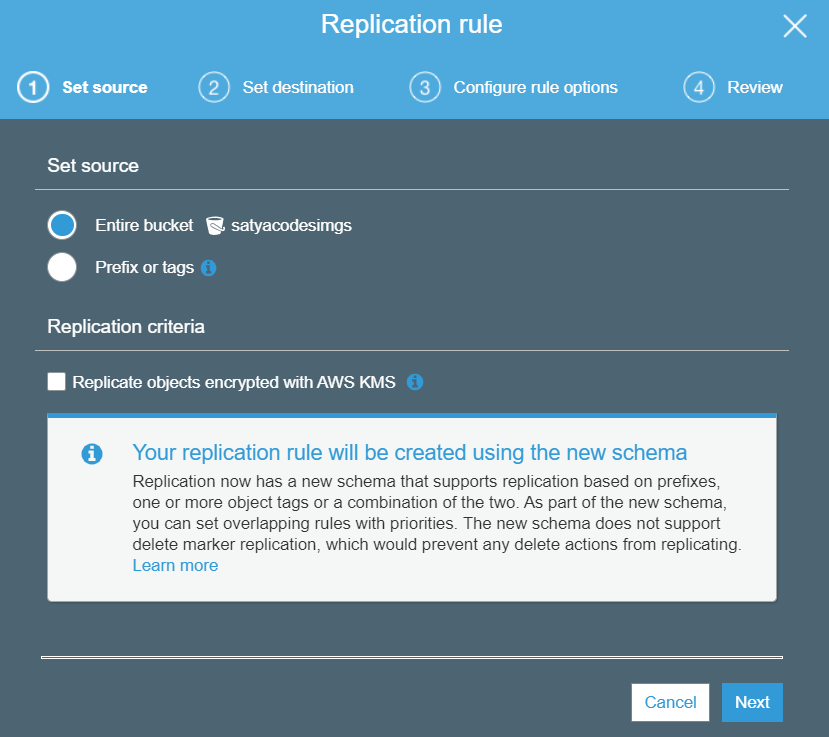 Replication rule
1 Set source 2 Set destination 3 Configure rule options 4 Review
Set source
Entire bucket satyacodesimgs
Prefix or tags
Replication criteria
Replicate objects encrypted with AWS KMS
Your replication rule will be created using the new schema
Replication now has a new schema that supports replication based on prefixes,
one or more object tags or a combination of the two. As part of the new schema,
you can set overlapping rules with priorities. The new schema does not support
delete marker replication, which would prevent any delete actions from replicating.
Learn more
Cancel Next